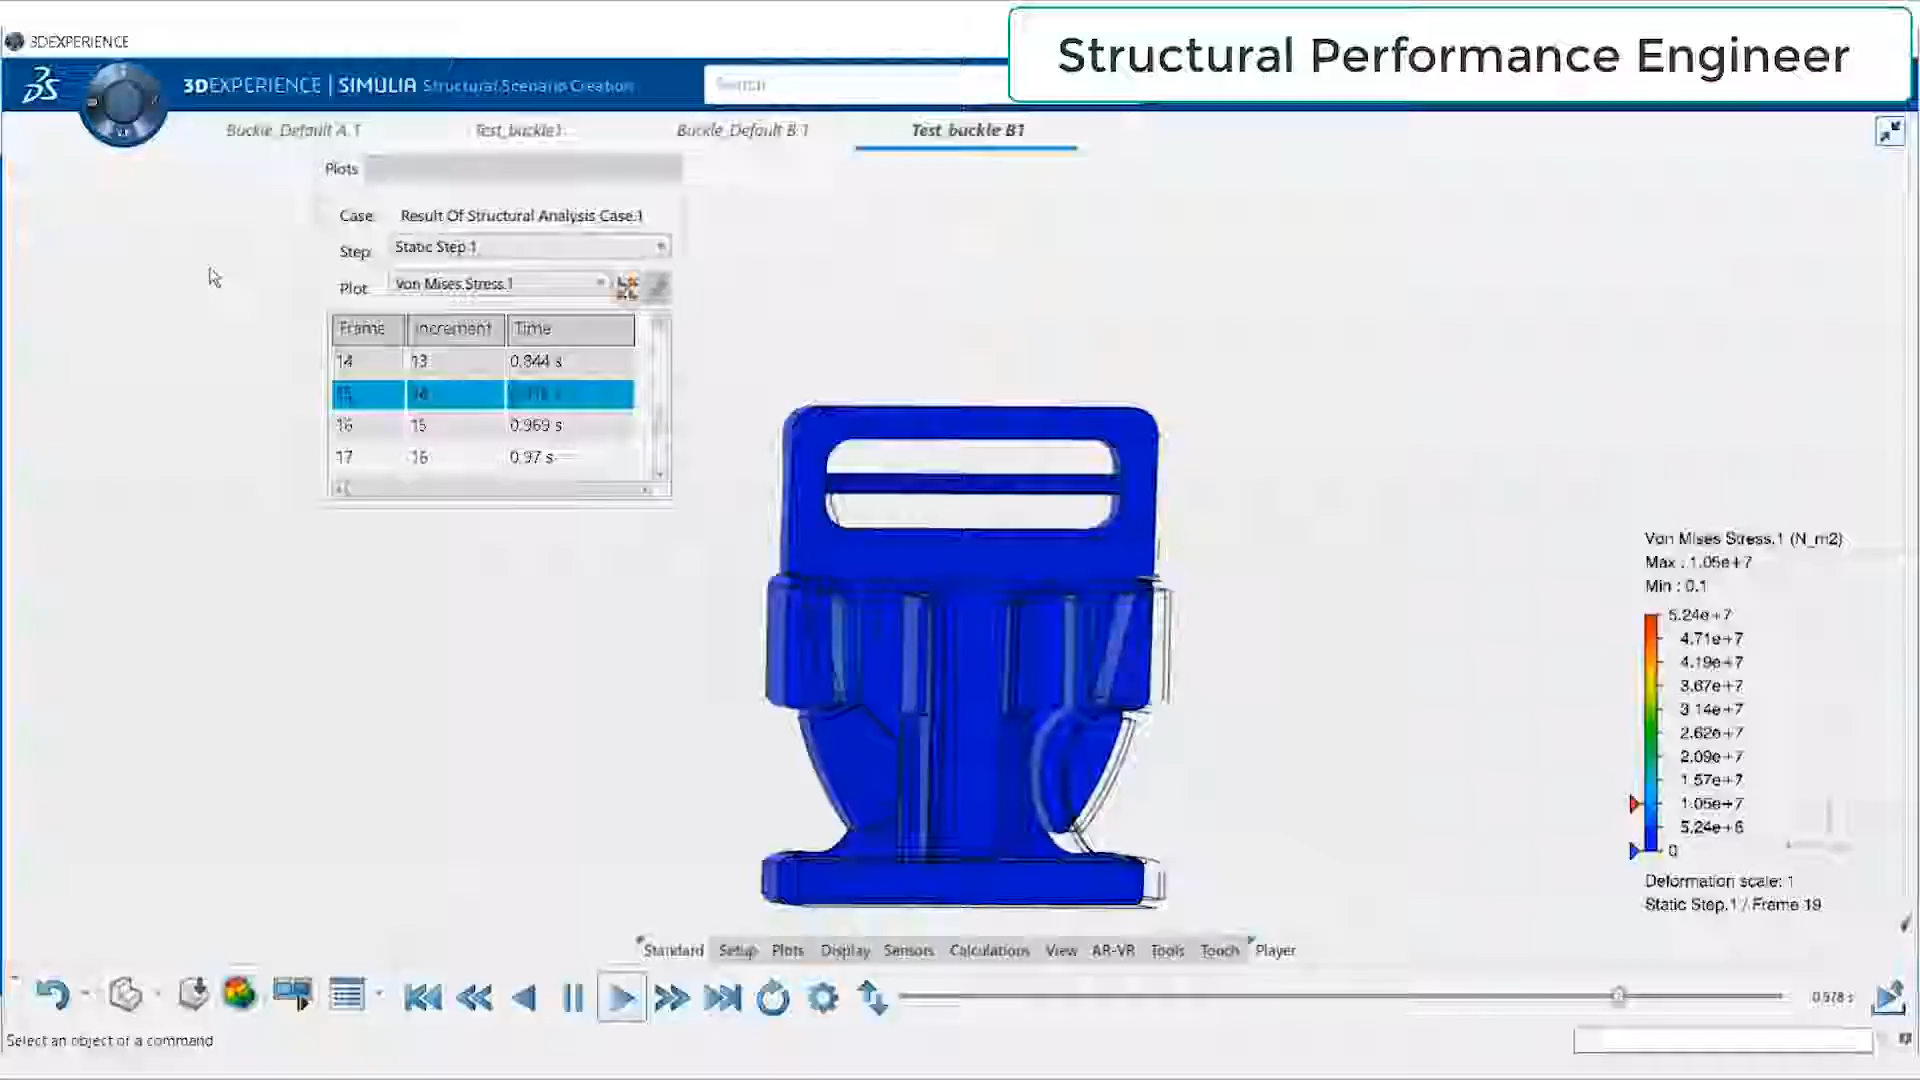 Structural Performance Engineer
3DEXPERIENCE
3DEXPERIENCE | SIMULIA Structural Scenario Creation
Search
Buckle_Default A.1
Test_buckle1
Buckle_Default B.1
Test_buckle B1
Plots
Case: Result Of Structural Analysis Case.1
Step: Static Step.1
Plot: Von Mises Stress.1
Frame Increment Time
14 13 0.844 s
15 14
16 15 0.969 s
17 16 0.97 s
Von Mises Stress.1 (N_m2)
Max : 1.05e+7
Min : 0.1
5.24e+7
4.71e+7
4.19e+7
3.67e+7
3.14e+7
2.62e+7
2.09e+7
1.57e+7
1.05e+7
5.24e+6
0
Deformation scale: 1
Static Step.1 / Frame 19
Standard Setup Plots Display Sensors Calculations View AR-VR Tools Touch Player
0.978 s
Select an object or a command